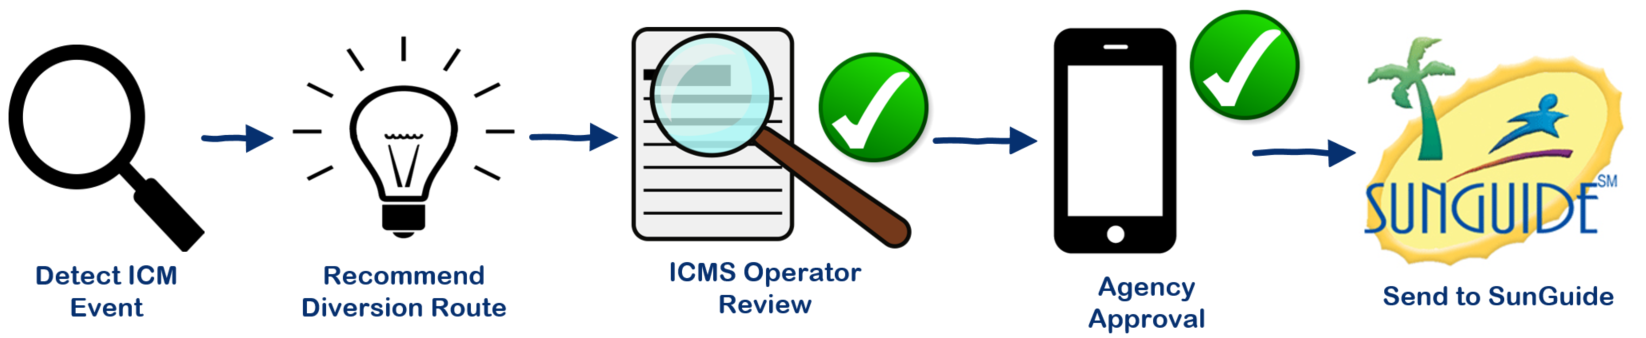 Detect ICM
Event
Recommend
Diversion Route
ICMS Operator
Review
Agency
Approval
SUNGUIDE SM
Send to SunGuide